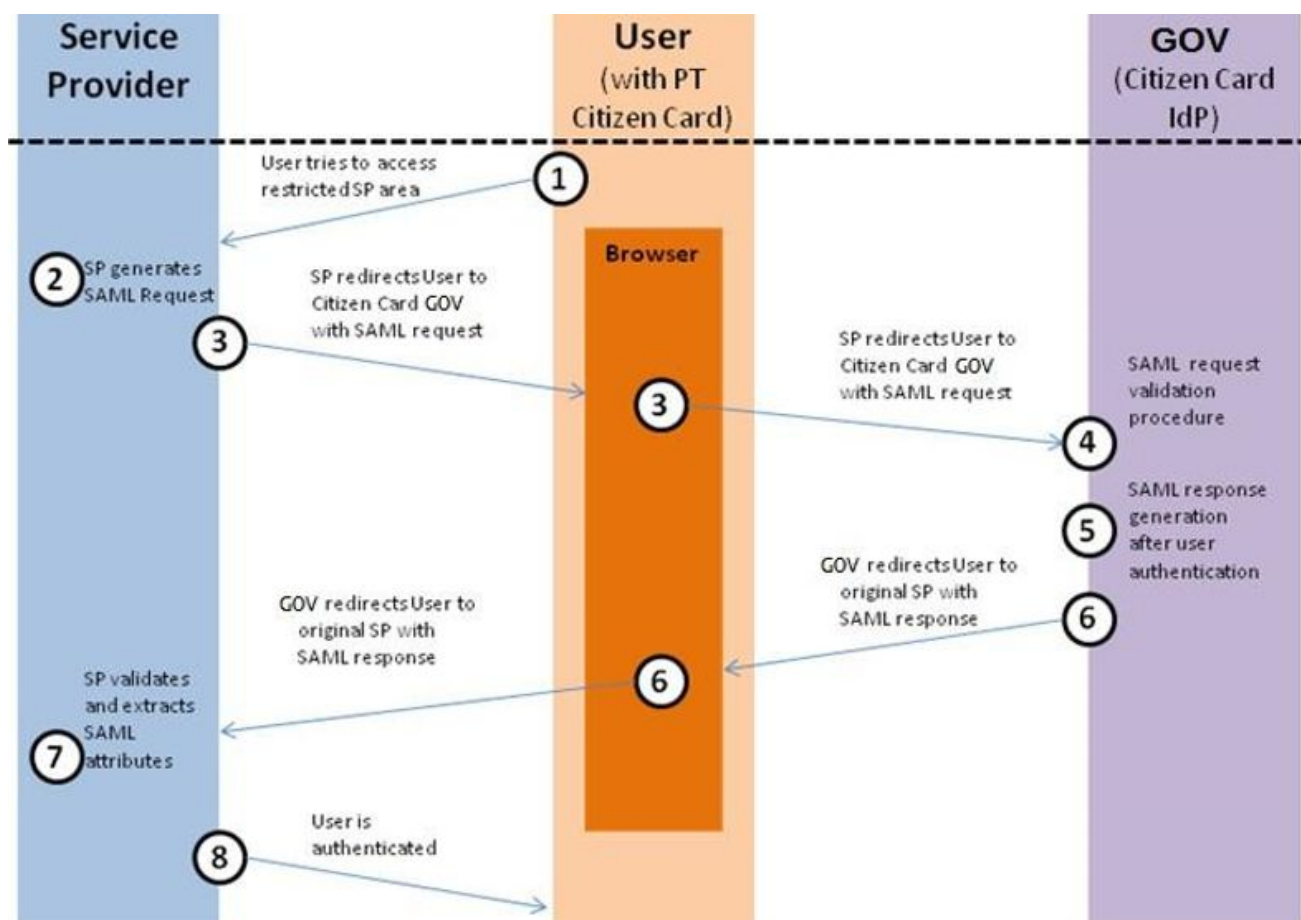 Service
Provider
User
(with PT
Citizen Card)
GOV
(Citizen Card
IdP)
User tries to access
restricted SP area
1
Browser
2
SP generates
SAML Request
SP redirects User to
Citizen Card GOV
with SAML request
3
SP redirects User to
Citizen Card GOV
with SAML request
3
SAML request
validation
procedure
4
SAML response
generation
after user
authentication
5
GOV redirects User to
original SP with
SAML response
6
GOV redirects User to
original SP with
SAML response
6
SP validates
and extracts
SAML
attributes
7
User is
authenticated
8